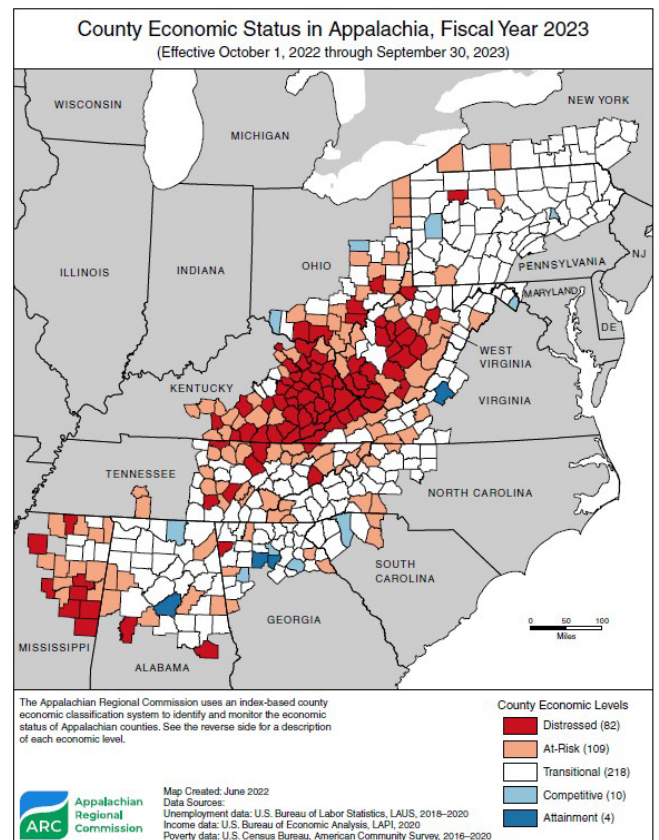 County Economic Status in Appalachia, Fiscal Year 2023
(Effective October 1, 2022 through September 30, 2023)
WISCONSIN
MICHIGAN
NEW YORK
ILLINOIS
INDIANA
OHIO
PENNSYLVANIA
NJ
MARYLAND
DE
WEST
VIRGINIA
KENTUCKY
VIRGINIA
TENNESSEE
NORTH CAROLINA
SOUTH
CAROLINA
GEORGIA
MISSISSIPPI
ALABAMA
0 50 100
Miles
The Appalachian Regional Commission uses an index-based county
economic classification system to identify and monitor the economic
status of Appalachian counties. See the reverse side for a description
of each economic level.
County Economic Levels
Distressed (82)
At-Risk (109)
Transitional (218)
Competitive (10)
Attainment (4)
ARC
Appalachian
Regional
Commission
Map Created: June 2022
Data Sources:
Unemployment data: U.S. Bureau of Labor Statistics, LAUS, 2018–2020
Income data: U.S. Bureau of Economic Analysis, LAPI, 2020
Poverty data: U.S. Census Bureau, American Community Survey, 2016–2020